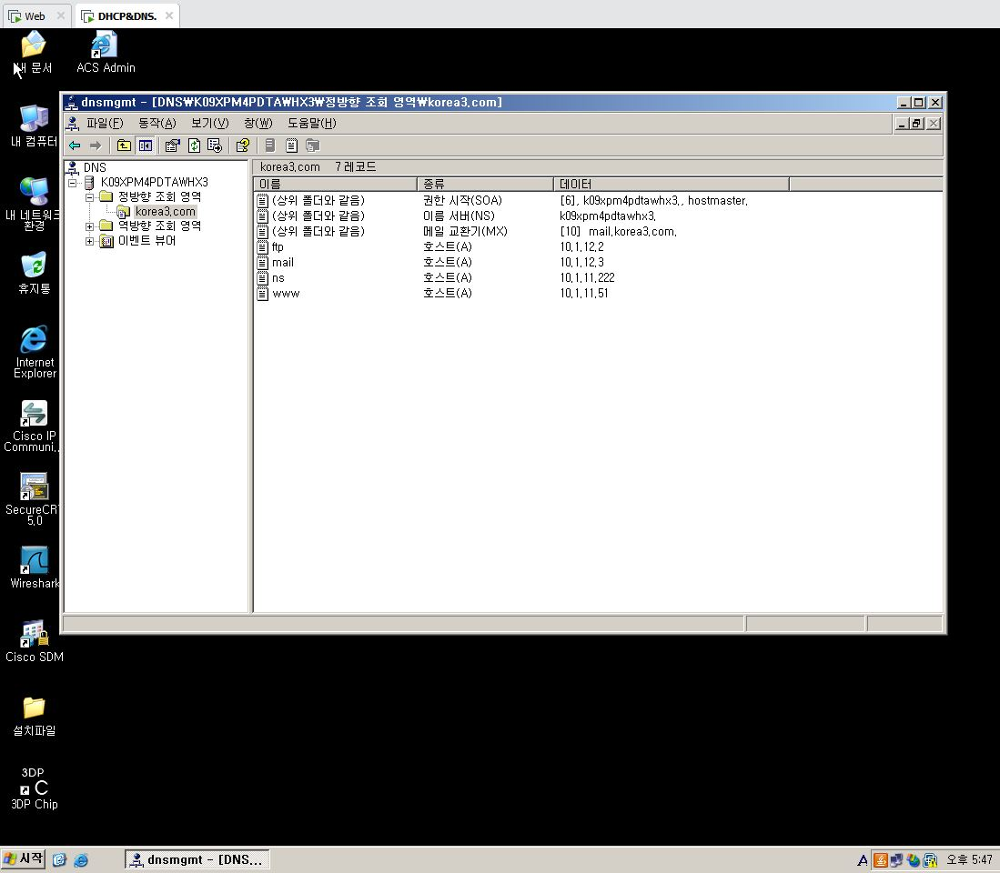 Web
DHCP&DNS.
내 문서
ACS Admin
내 컴퓨터
내 네트워크
환경
휴지통
Internet
Explorer
Cisco IP
Communi...
SecureCRT
5.0
Wireshark
Cisco SDM
설치파일
3DP
C
3DP Chip
dnsmgmt - [DNS\K09XPM4PDTA\HX3\정방향 조회 영역\korea3.com]
파일(F) 동작(A) 보기(V) 창(W) 도움말(H)
DNS
K09XPM4PDTAWHX3
정방향 조회 영역
korea3.com
역방향 조회 영역
이벤트 뷰어
korea3.com 7 레코드
이름 종류 데이터
(상위 폴더와 같음) 권한 시작(SOA) [6], k09xpm4pdtawhx3., hostmaster.
(상위 폴더와 같음) 이름 서버(NS) k09xpm4pdtawhx3.
(상위 폴더와 같음) 메일 교환기(MX) [10] mail.korea3.com.
ftp 호스트(A) 10.1.12.2
mail 호스트(A) 10.1.12.3
ns 호스트(A) 10.1.11.222
www 호스트(A) 10.1.11.51
시작
dnsmgmt - [DNS...
A
오후 5:47